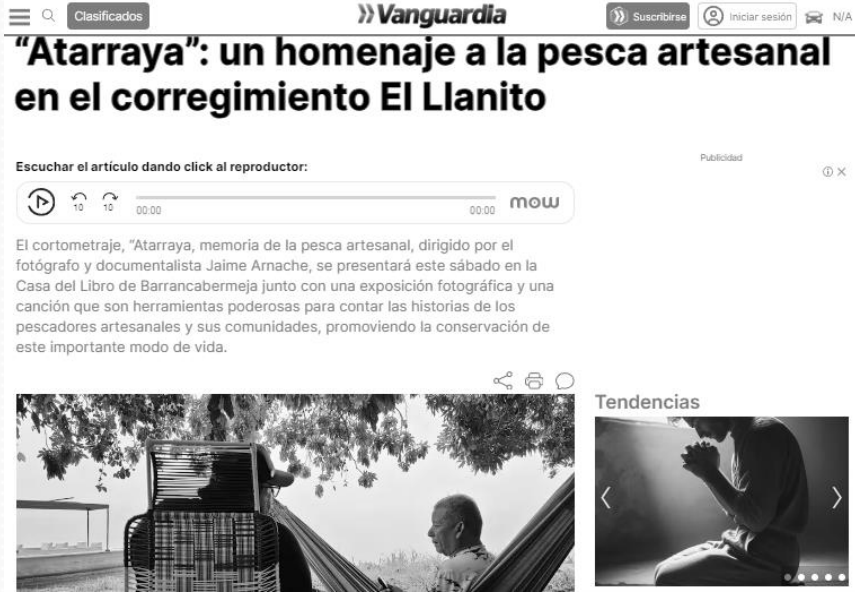 Clasificados
Vanguardia
Suscribirse
Iniciar sesión
N/A
“Atarraya”: un homenaje a la pesca artesanal
en el corregimiento El Llanito
Escuchar el artículo dando click al reproductor:
10
10
00:00
00:00
mow
Publicidad
El cortometraje, “Atarraya, memoria de la pesca artesanal, dirigido por el
fotógrafo y documentalista Jaime Arnache, se presentará este sábado en la
Casa del Libro de Barrancabermeja junto con una exposición fotográfica y una
canción que son herramientas poderosas para contar las historias de los
pescadores artesanales y sus comunidades, promoviendo la conservación de
este importante modo de vida.
Tendencias